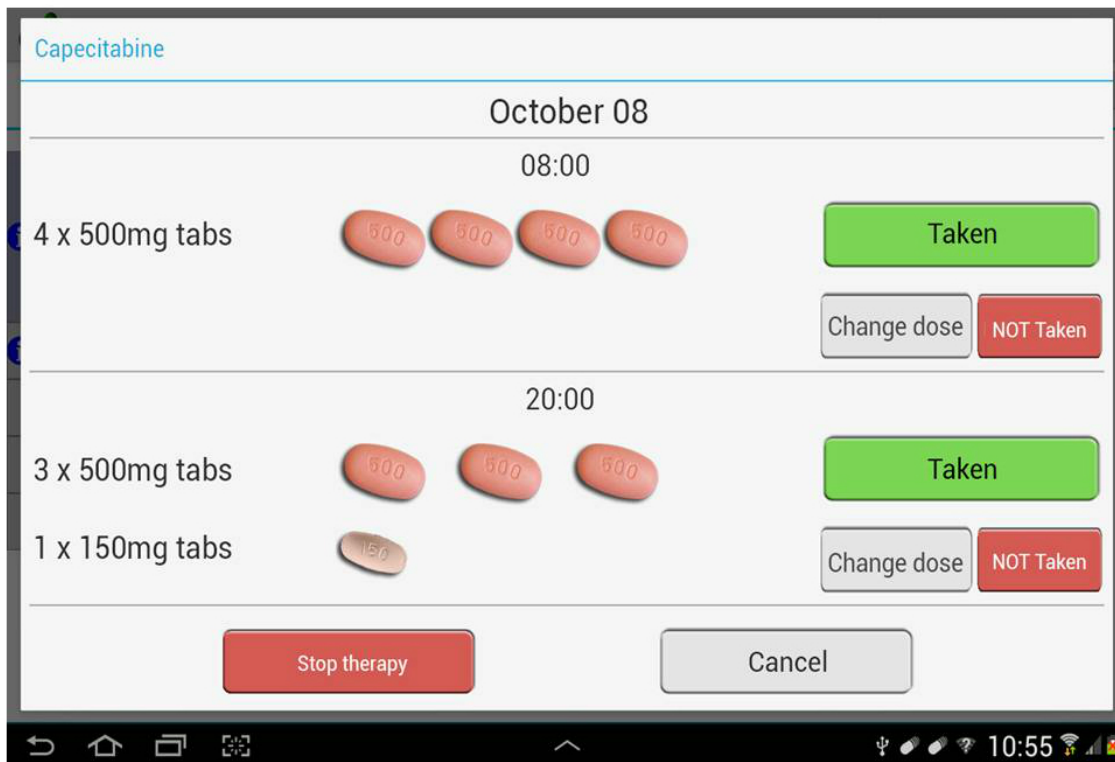 Capecitabine
October 08
08:00
4 x 500mg tabs
500 500 500 500
Taken
Change dose
NOT Taken
20:00
3 x 500mg tabs
500 500 500
Taken
1 x 150mg tabs
150
Change dose
NOT Taken
Stop therapy
Cancel
10:55